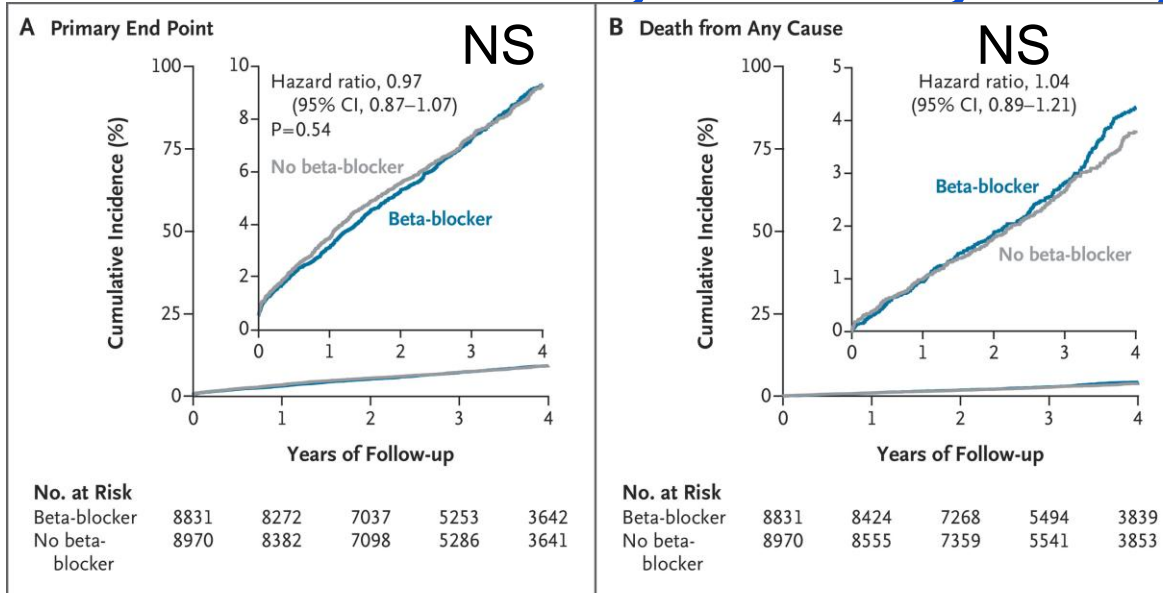 A Primary End Point
NS
100
75
50
25
0
Cumulative Incidence (%)
10
8
6
4
2
0
Hazard ratio, 0.97
(95% CI, 0.87–1.07)
P=0.54
No beta-blocker
Beta-blocker
0 1 2 3 4
0 1 2 3 4
Years of Follow-up
No. at Risk
Beta-blocker 8831 8272 7037 5253 3642
No beta- 8970 8382 7098 5286 3641
blocker
B Death from Any Cause
NS
100
75
50
25
0
Cumulative Incidence (%)
5
4
3
2
1
0
Hazard ratio, 1.04
(95% CI, 0.89–1.21)
Beta-blocker
No beta-blocker
0 1 2 3 4
0 1 2 3 4
Years of Follow-up
No. at Risk
Beta-blocker 8831 8424 7268 5494 3839
No beta- 8970 8555 7359 5541 3853
blocker